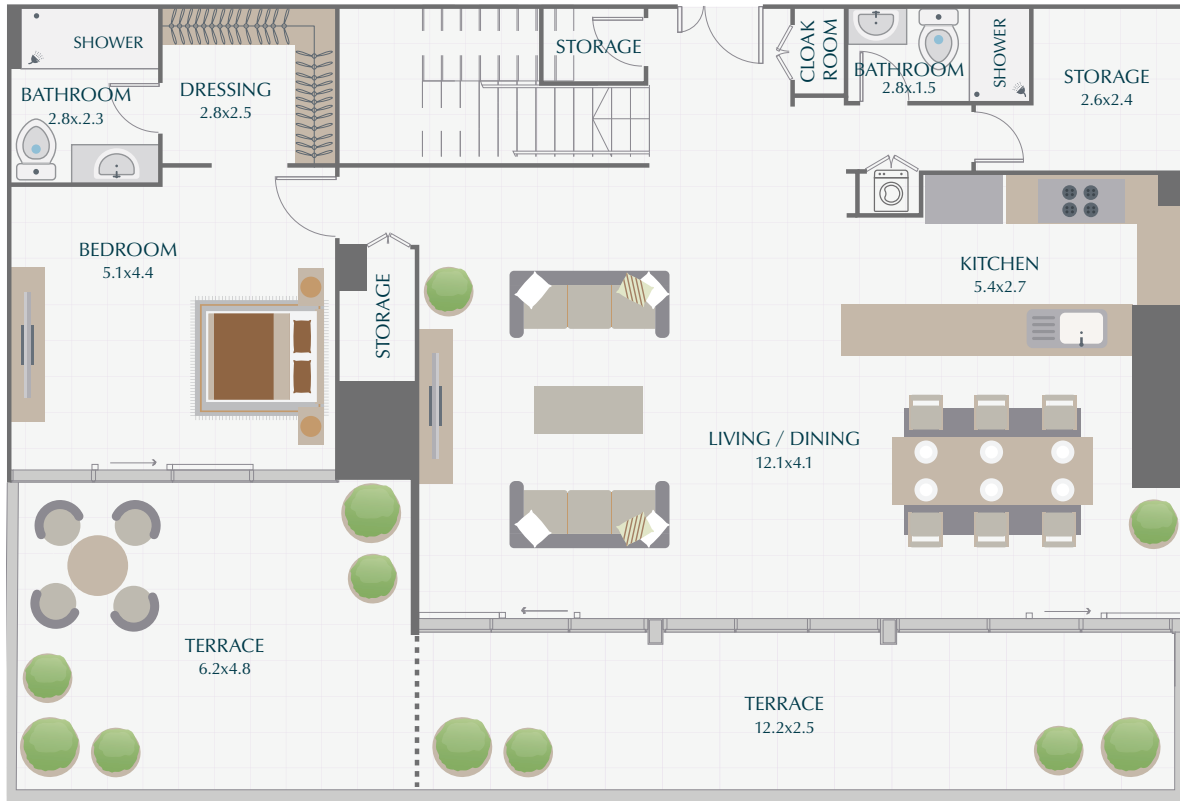 SHOWER
BATHROOM
2.8x.2.3
DRESSING
2.8x2.5
STORAGE
CLOAK
ROOM
BATHROOM
2.8x.1.5
SHOWER
STORAGE
2.6x2.4
BEDROOM
5.1x4.4
STORAGE
KITCHEN
5.4x2.7
LIVING / DINING
12.1x4.1
TERRACE
6.2x4.8
TERRACE
12.2x2.5